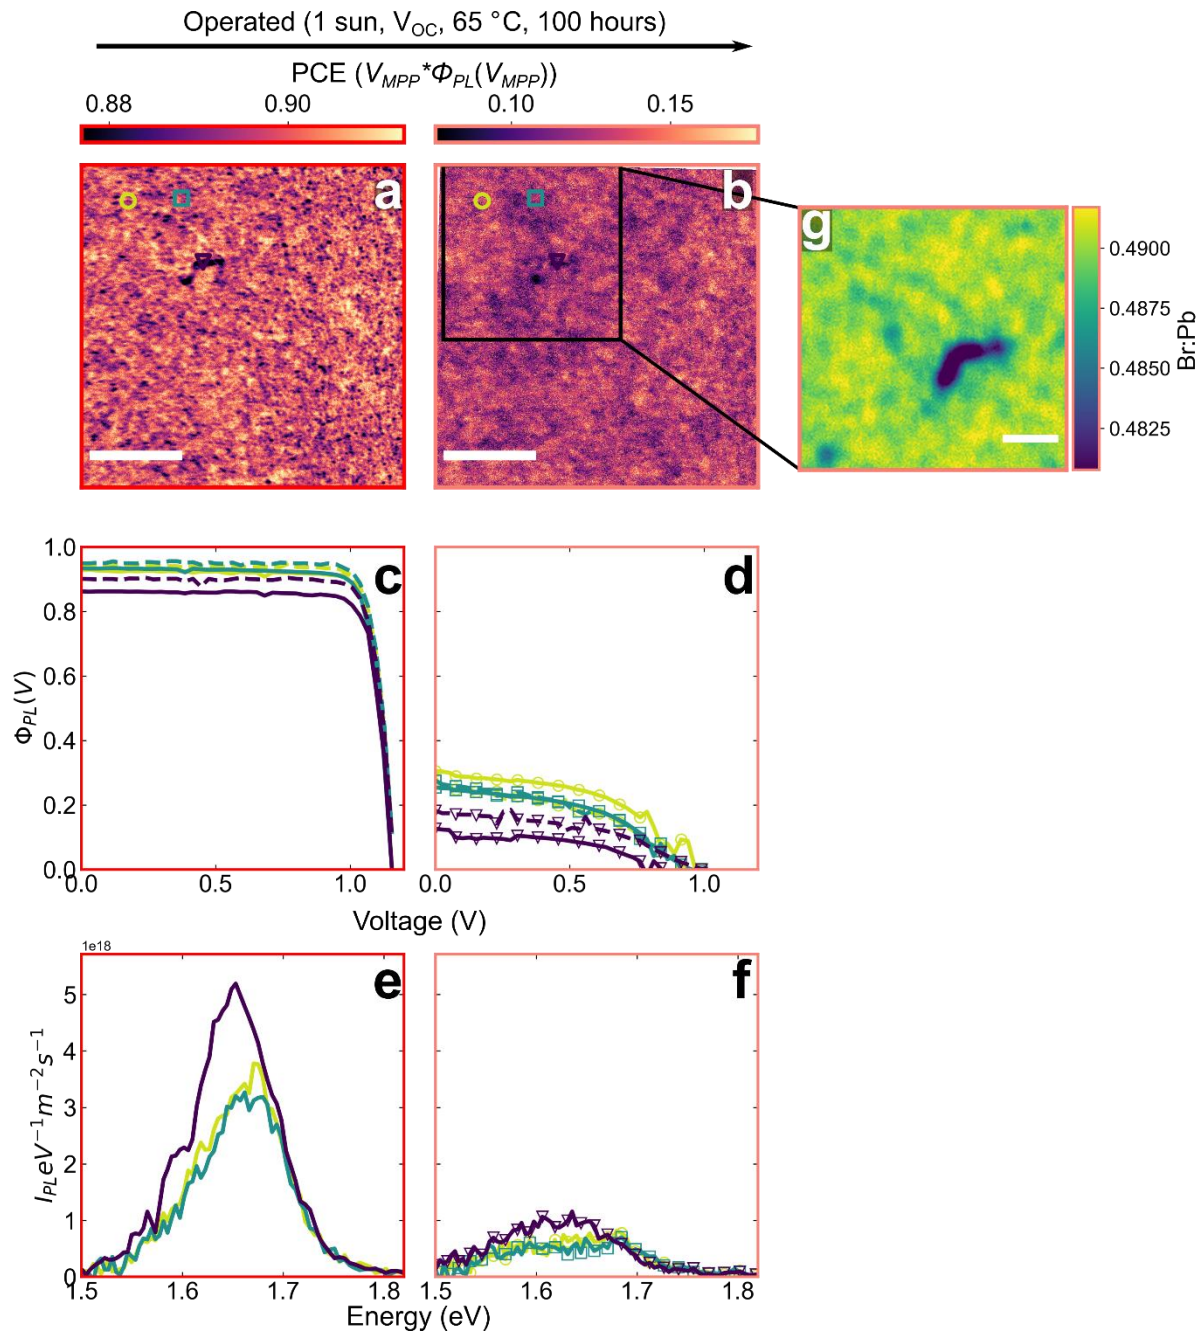 Operated (1 sun, V_OC, 65 °C, 100 hours)
PCE (V_MPP*Φ_PL(V_MPP))
0.88 0.90
0.10 0.15
a
b
g
0.4900
0.4875
0.4850
0.4825
Br:Pb
c
d
1.0
0.8
0.6
0.4
0.2
0.0
Φ_PL(V)
0.0 0.5 1.0
0.0 0.5 1.0
Voltage (V)
1e18
e
f
5
4
3
2
1
0
I_PL eV⁻¹m⁻²s⁻¹
1.5 1.6 1.7 1.8
1.5 1.6 1.7 1.8
Energy (eV)